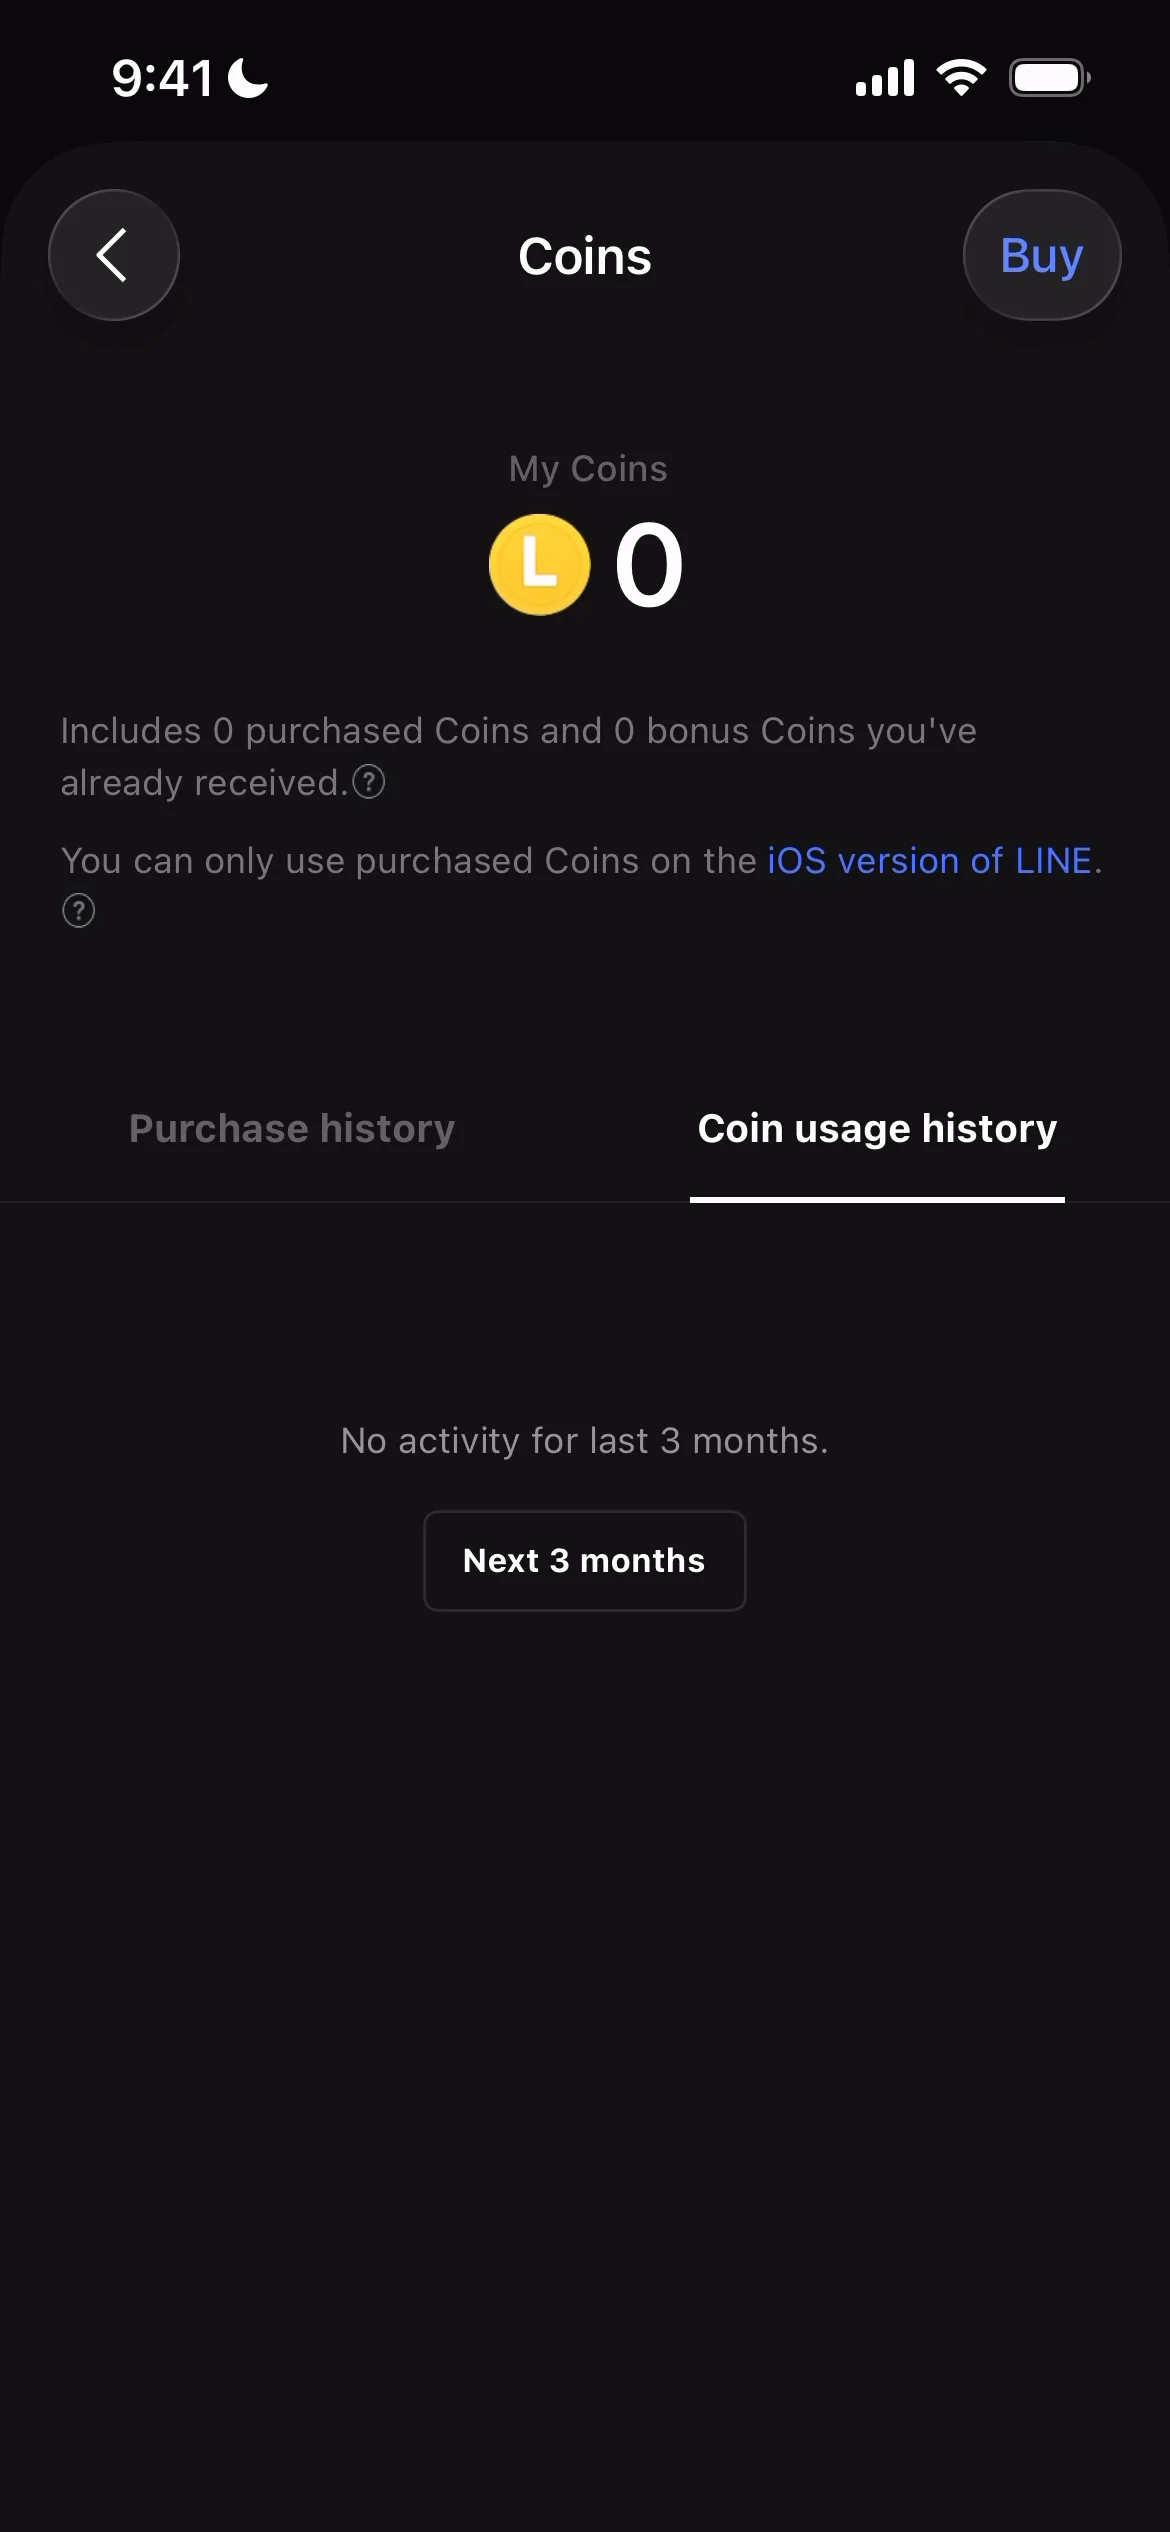 9:41
Coins
Buy
My Coins
L 0
Includes 0 purchased Coins and 0 bonus Coins you've
already received.?
You can only use purchased Coins on the iOS version of LINE.
?
Purchase history
Coin usage history
No activity for last 3 months.
Next 3 months